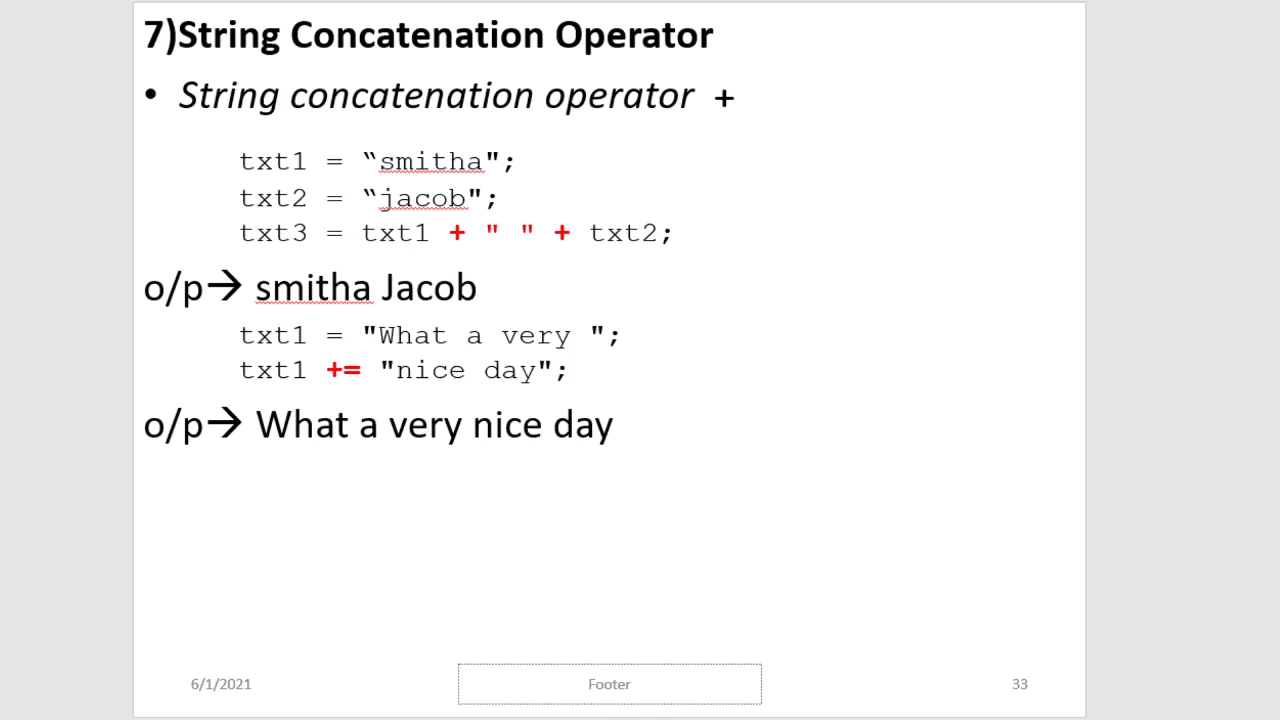 7)String Concatenation Operator
• String concatenation operator +
txt1 = “smitha";
txt2 = “jacob";
txt3 = txt1 + " " + txt2;
o/p→ smitha Jacob
txt1 = "What a very ";
txt1 += "nice day";
o/p→ What a very nice day
6/1/2021 Footer 33